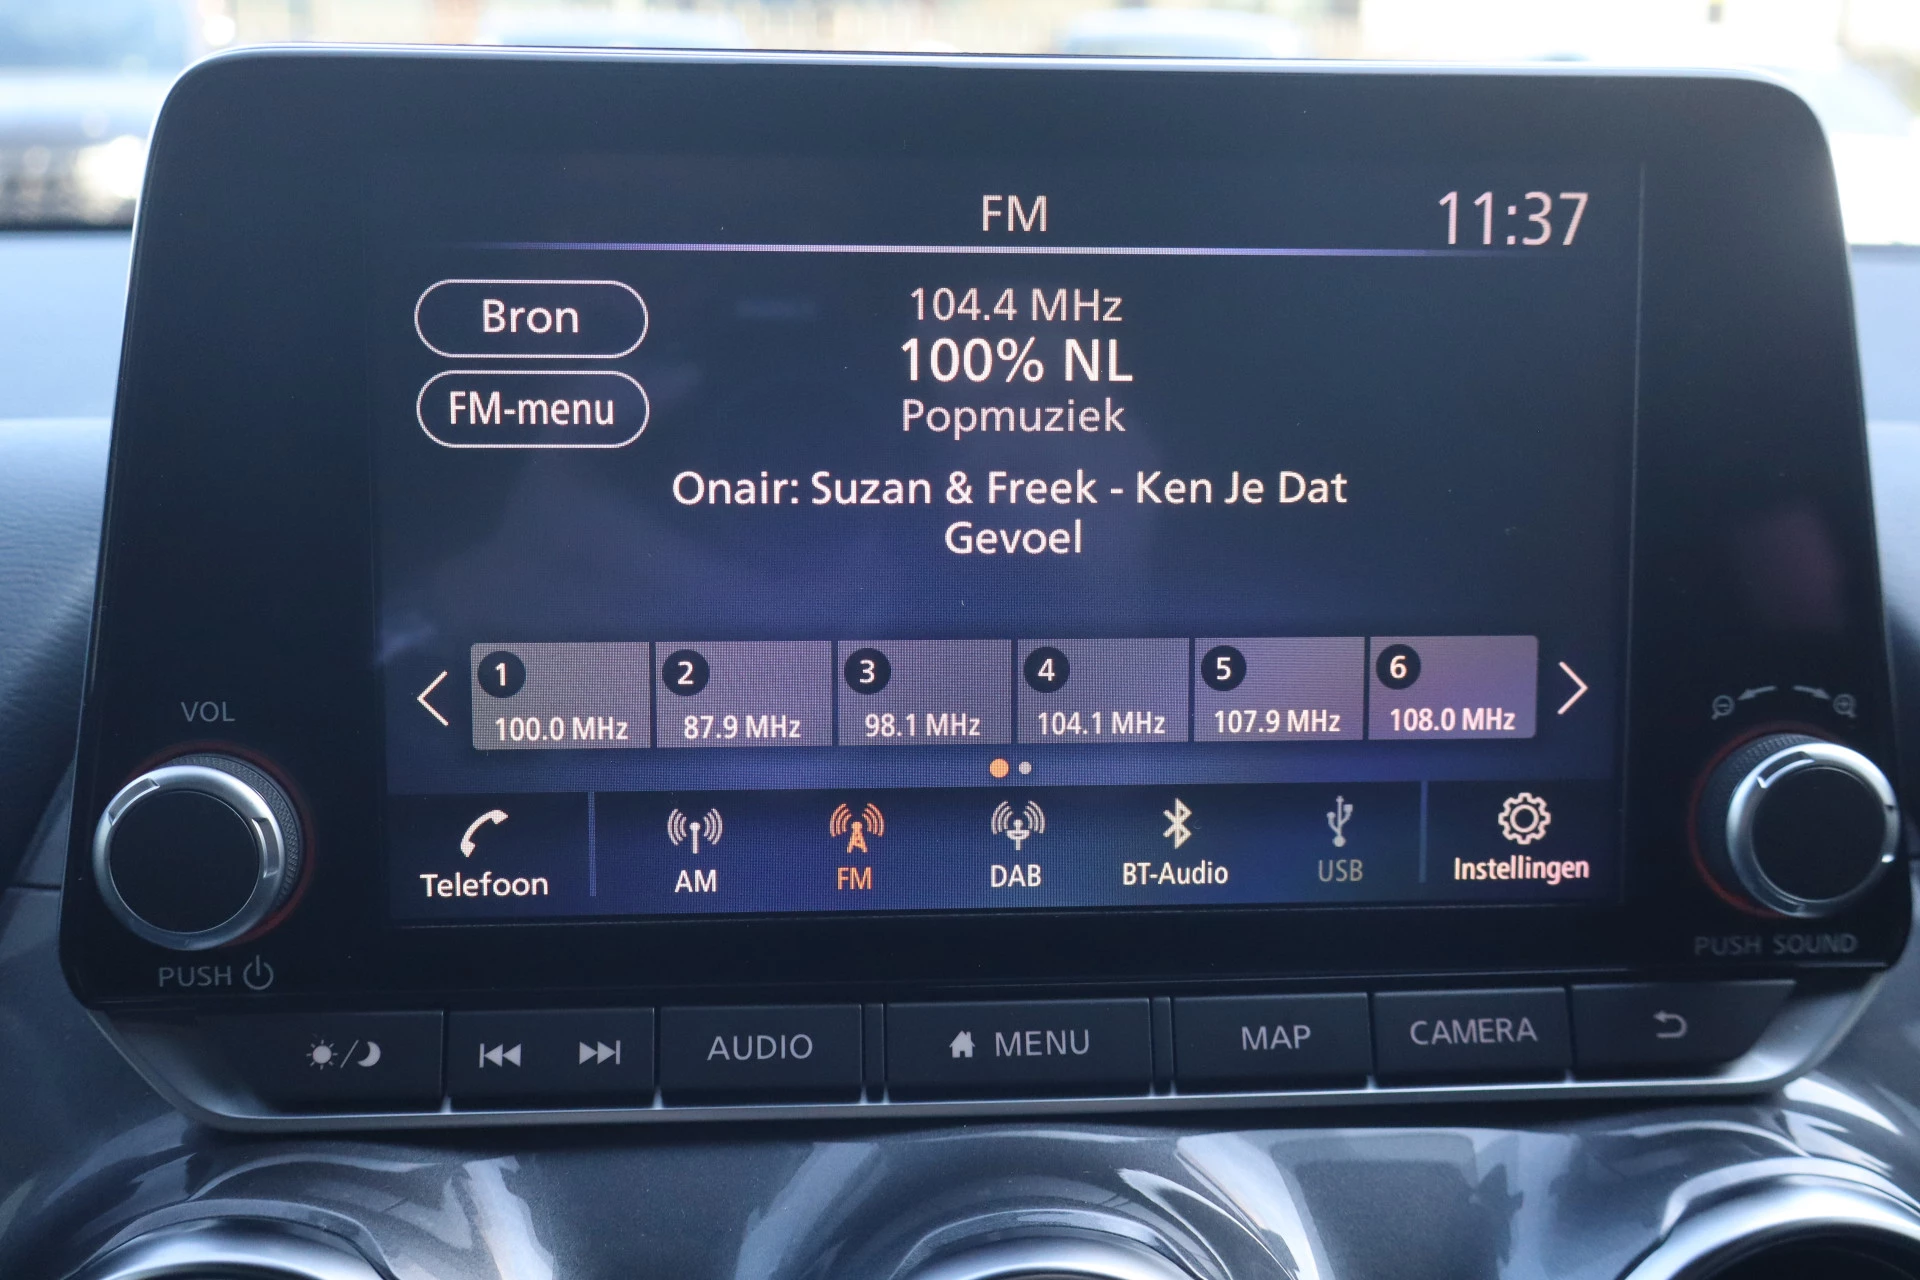 FM
11:37
Bron
FM-menu
104.4 MHz
100% NL
Popmuziek
Onair: Suzan & Freek - Ken Je Dat
Gevoel
1
100.0 MHz
2
87.9 MHz
3
98.1 MHz
4
104.1 MHz
5
107.9 MHz
6
108.0 MHz
Telefoon
AM
FM
DAB
BT-Audio
USB
Instellingen
VOL
PUSH
PUSH SOUND
AUDIO
MENU
MAP
CAMERA